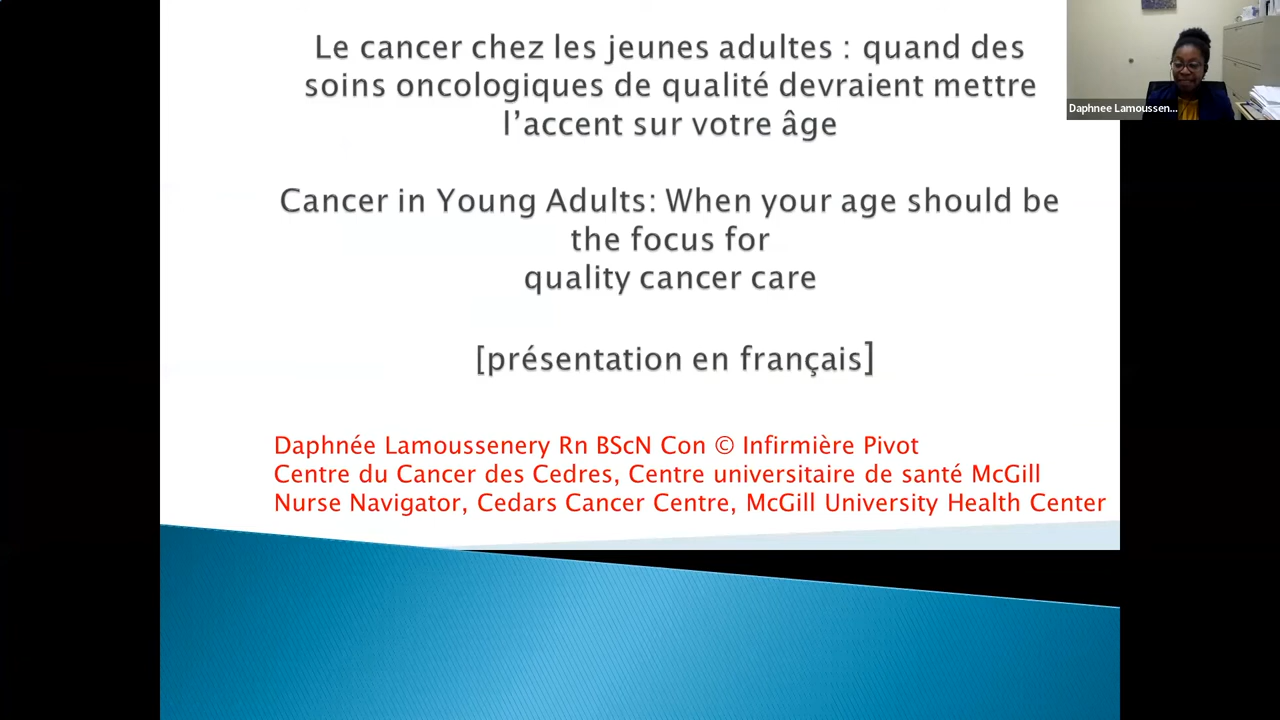 Le cancer chez les jeunes adultes : quand des
soins oncologiques de qualité devraient mettre
l’accent sur votre âge
Cancer in Young Adults: When your age should be
the focus for
quality cancer care
[présentation en français]
Daphnée Lamoussenery Rn BScN Con © Infirmière Pivot
Centre du Cancer des Cedres, Centre universitaire de santé McGill
Nurse Navigator, Cedars Cancer Centre, McGill University Health Center
Daphnee Lamoussen...